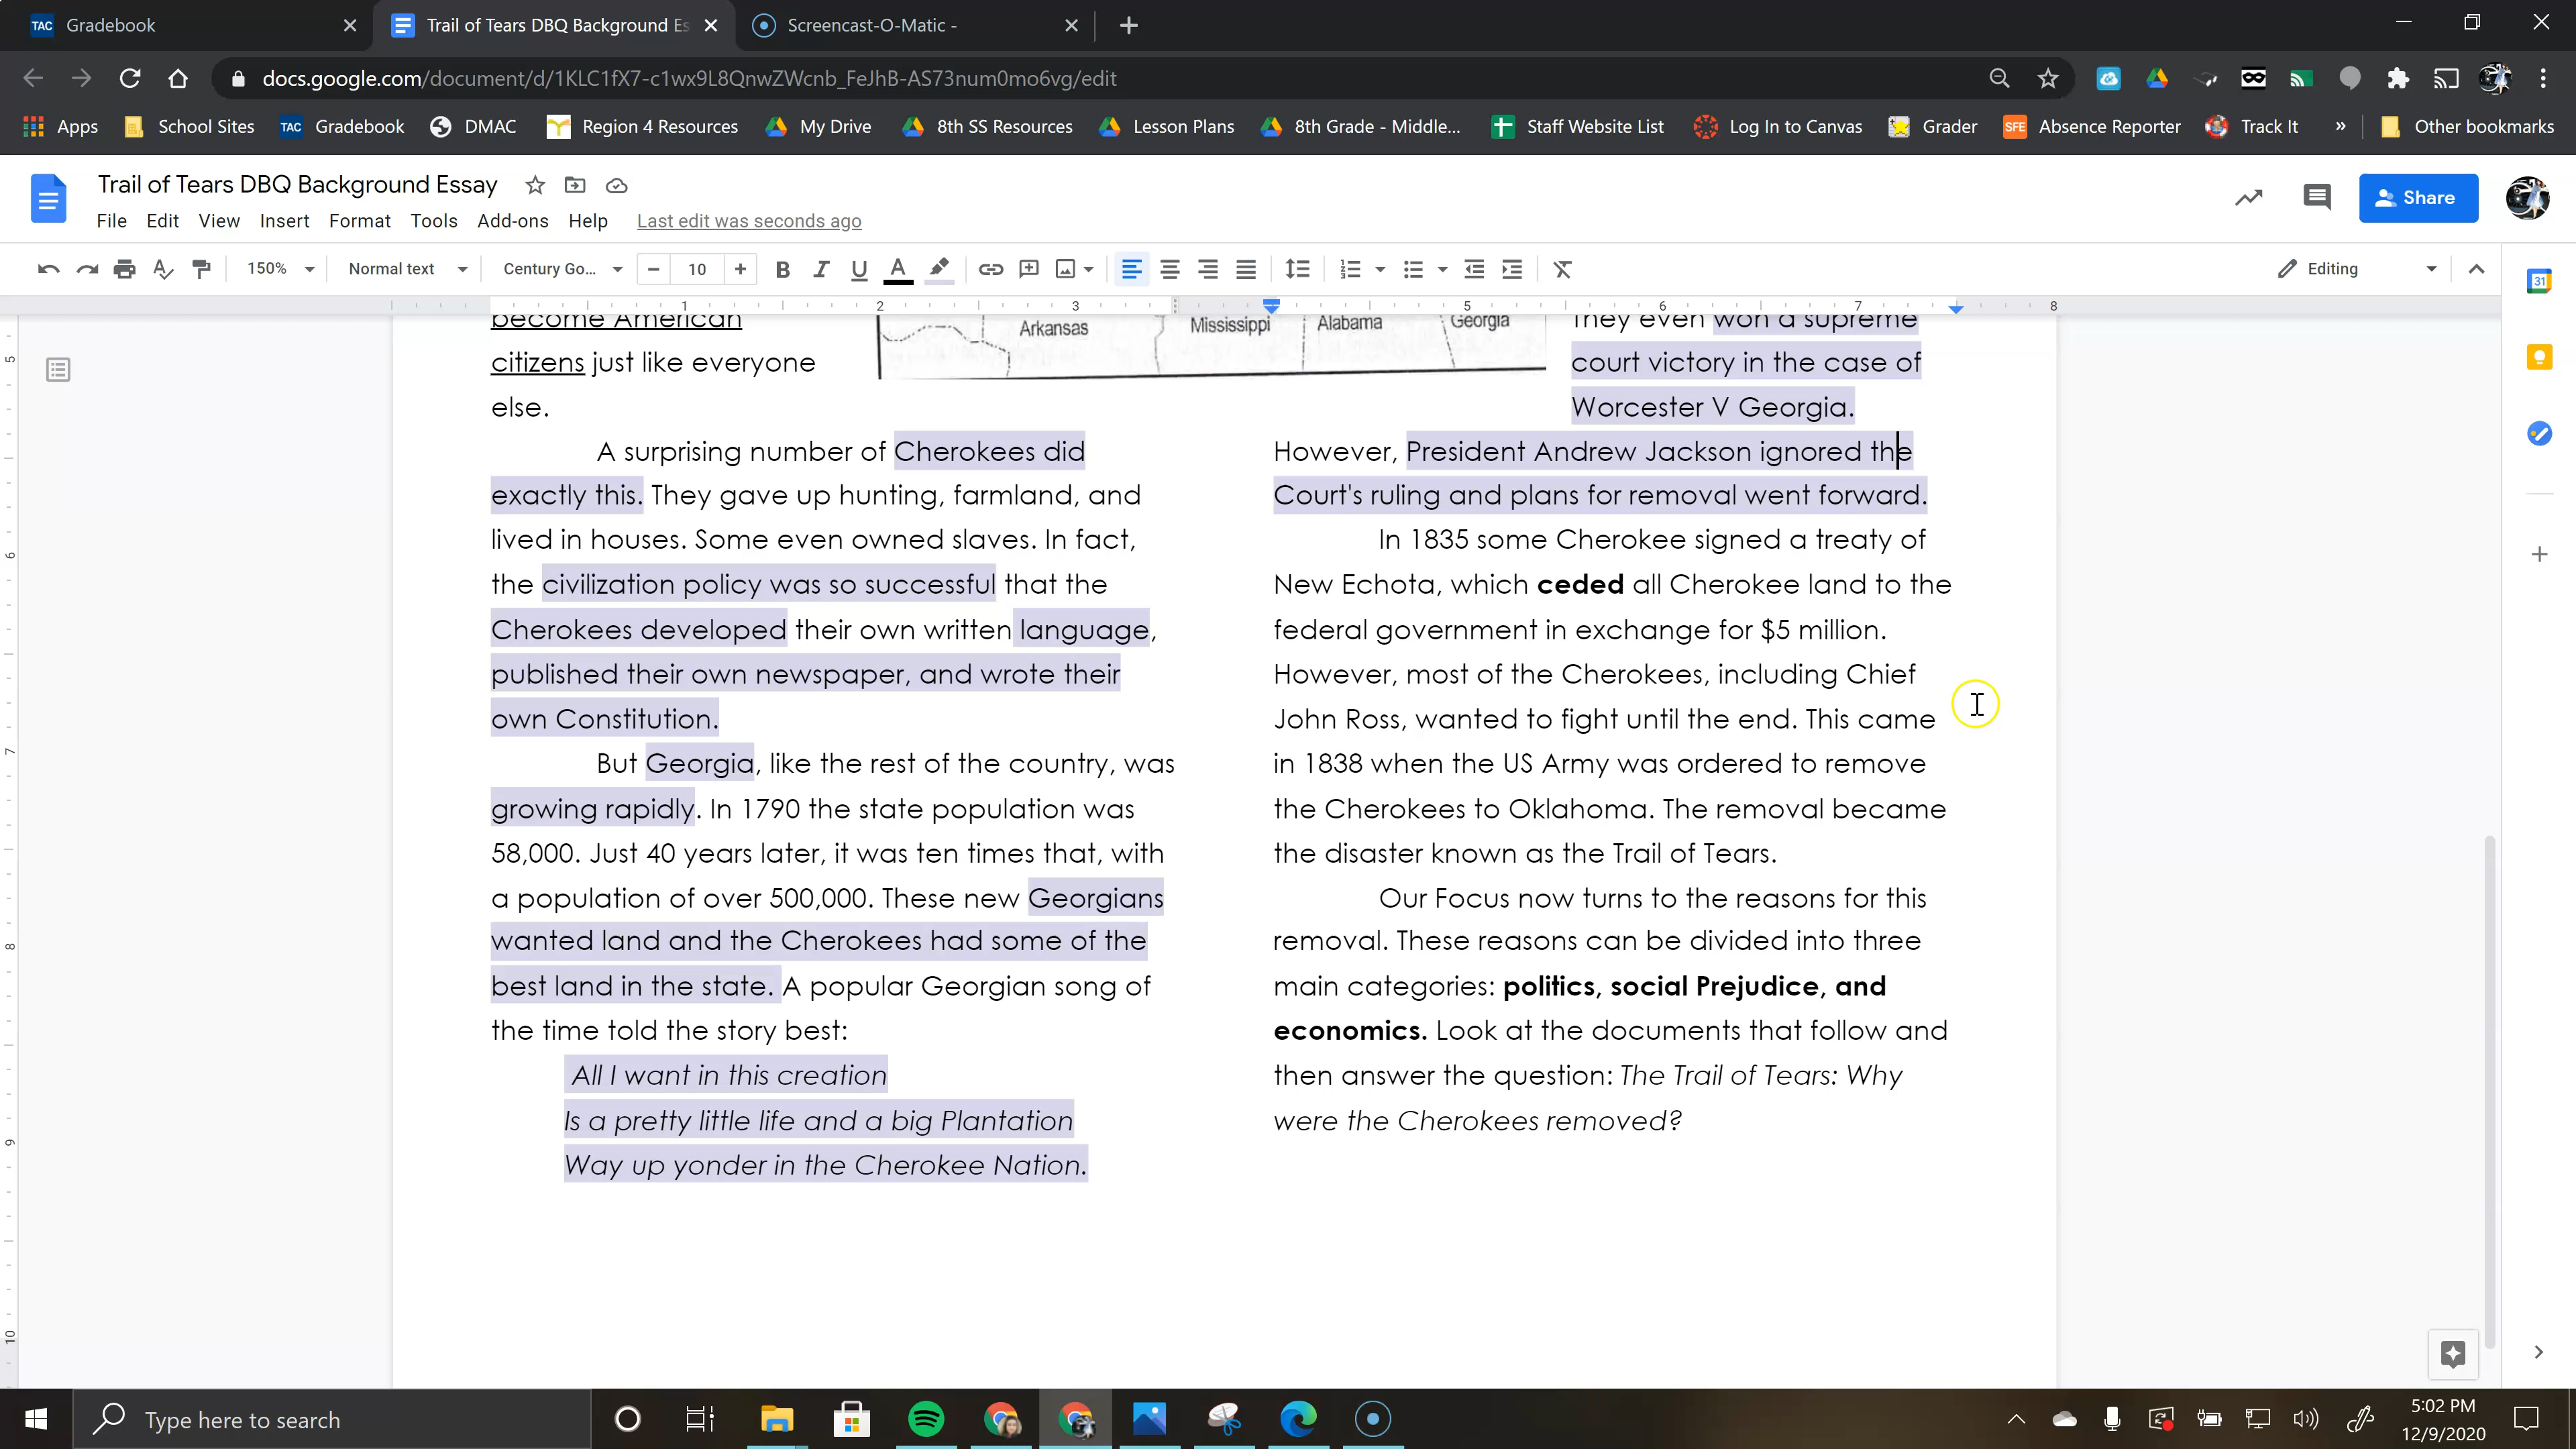 TAC Gradebook
Trail of Tears DBQ Background Es
Screencast-O-Matic -
docs.google.com/document/d/1KLC1fX7-c1wx9L8QnwZWcnb_FeJhB-AS73num0mo6vg/edit
Apps School Sites TAC Gradebook DMAC Region 4 Resources My Drive 8th SS Resources Lesson Plans 8th Grade - Middle... Staff Website List Log In to Canvas Grader SFE Absence Reporter Track It » Other bookmarks
Trail of Tears DBQ Background Essay
Share
File Edit View Insert Format Tools Add-ons Help Last edit was seconds ago
150% Normal text Century Go... 10 B I U A Editing
31
1 2 3 5 6 7 8
5
6
7
8
9
10
become American
citizens just like everyone
else.
Arkansas Mississippi Alabama Georgia
A surprising number of Cherokees did
exactly this. They gave up hunting, farmland, and
lived in houses. Some even owned slaves. In fact,
the civilization policy was so successful that the
Cherokees developed their own written language,
published their own newspaper, and wrote their
own Constitution.
But Georgia, like the rest of the country, was
growing rapidly. In 1790 the state population was
58,000. Just 40 years later, it was ten times that, with
a population of over 500,000. These new Georgians
wanted land and the Cherokees had some of the
best land in the state. A popular Georgian song of
the time told the story best:
All I want in this creation
Is a pretty little life and a big Plantation
Way up yonder in the Cherokee Nation.
They even won a supreme
court victory in the case of
Worcester V Georgia.
However, President Andrew Jackson ignored the
Court's ruling and plans for removal went forward.
In 1835 some Cherokee signed a treaty of
New Echota, which ceded all Cherokee land to the
federal government in exchange for $5 million.
However, most of the Cherokees, including Chief
John Ross, wanted to fight until the end. This came
in 1838 when the US Army was ordered to remove
the Cherokees to Oklahoma. The removal became
the disaster known as the Trail of Tears.
Our Focus now turns to the reasons for this
removal. These reasons can be divided into three
main categories: politics, social Prejudice, and
economics. Look at the documents that follow and
then answer the question: The Trail of Tears: Why
were the Cherokees removed?
Type here to search
5:02 PM
12/9/2020